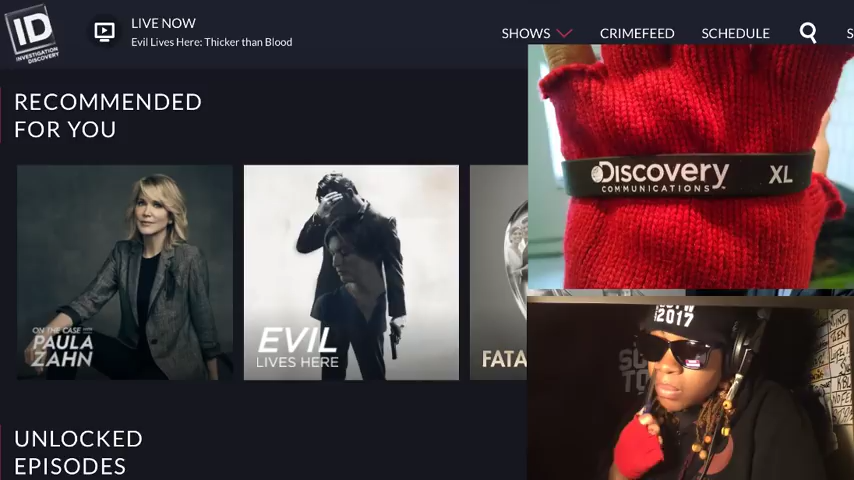 ID
INVESTIGATION
DISCOVERY
LIVE NOW
Evil Lives Here: Thicker than Blood
SHOWS
CRIMEFEED
SCHEDULE
S
RECOMMENDED
FOR YOU
ON THE CASE WITH
PAULA
ZAHN
EVIL
LIVES HERE
FATA
Discovery
COMMUNICATIONS
XL
2017
UNLOCKED
EPISODES